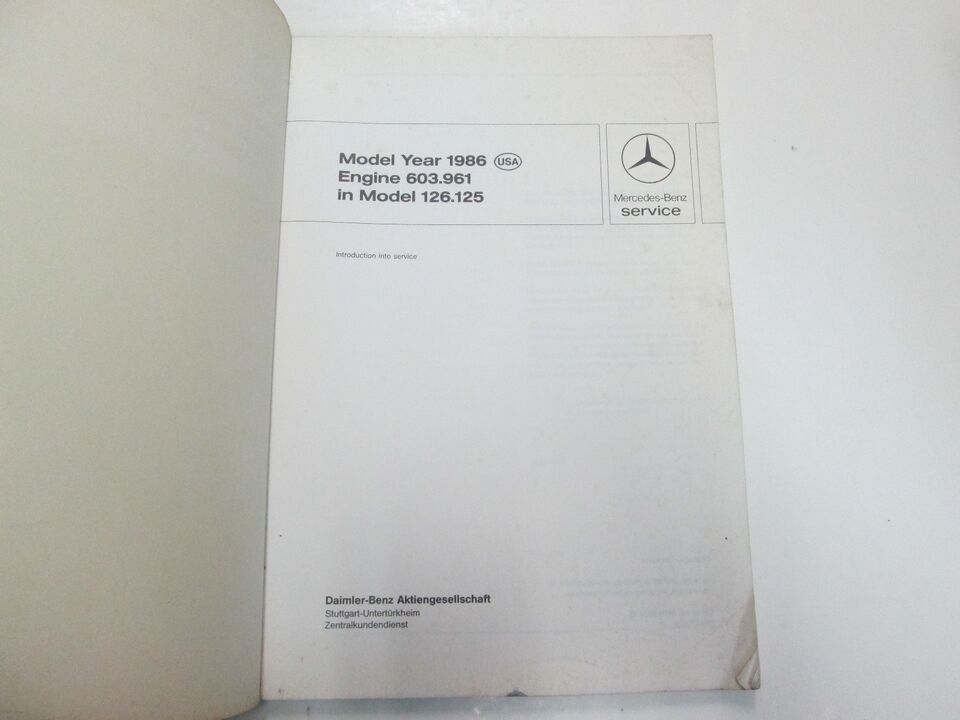 Model Year 1986 USA
Engine 603.961
in Model 126.125
Mercedes-Benz
service
Introduction into service
Daimler-Benz Aktiengesellschaft
Stuttgart-Untertürkheim
Zentralkundendienst